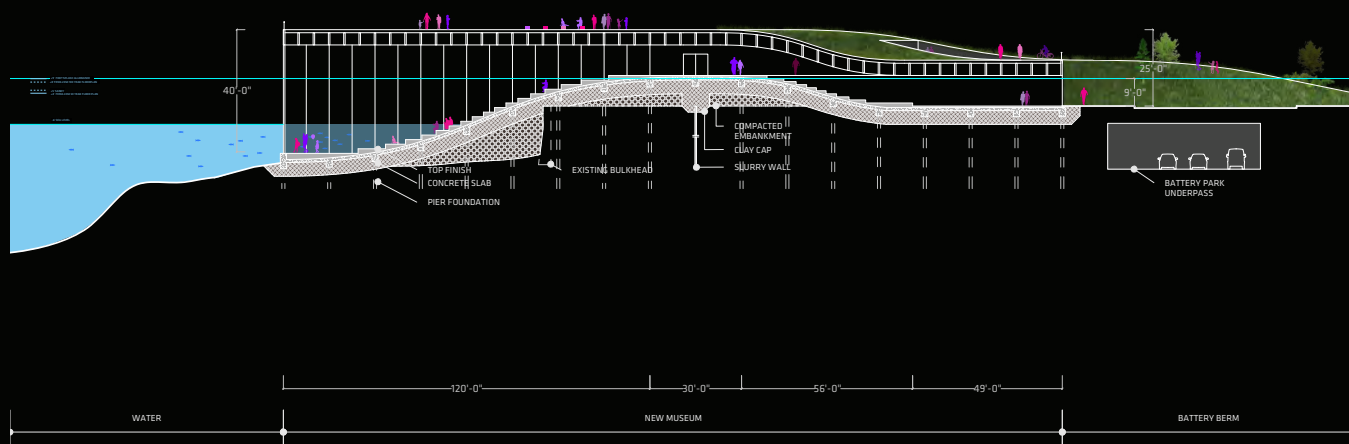 40'-0"
25'-0"
9'-0"
COMPACTED
EMBANKMENT
CLAY CAP
SLURRY WALL
EXISTING BULKHEAD
TOP FINISH
CONCRETE SLAB
PIER FOUNDATION
BATTERY PARK
UNDERPASS
120'-0"
30'-0"
56'-0"
49'-0"
WATER
NEW MUSEUM
BATTERY BERM